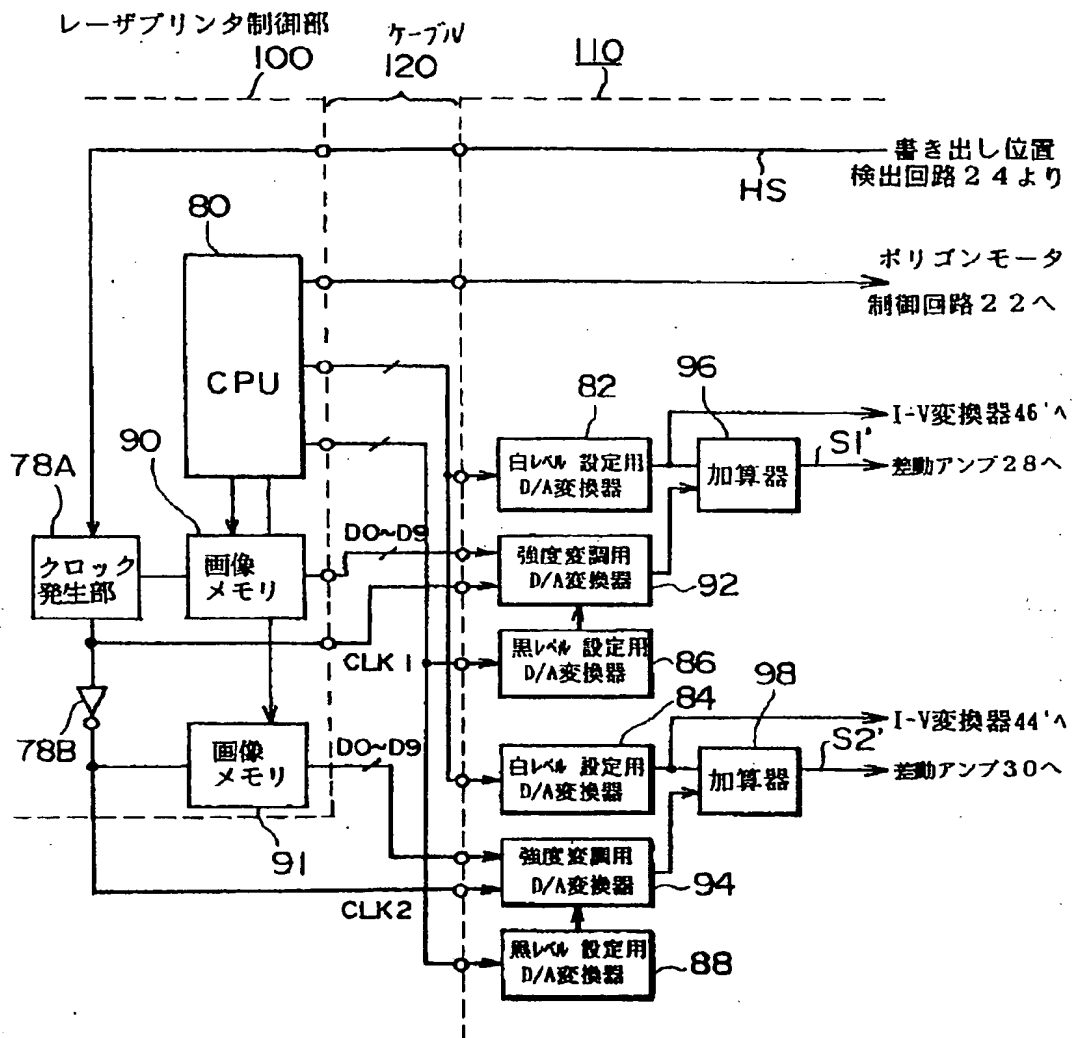 レーザプリンタ制御部
100
ケーブル
120
110
書き出し位置
検出回路24より
HS
80
CPU
ポリゴンモータ
制御回路22へ
78A
クロック
発生部
90
画像
メモリ
D0~D9
CLK1
82
白レベル 設定用
D/A変換器
96
加算器
I-V変換器46'へ
S1'
差動アンプ28へ
強度変調用
D/A変換器
92
黒レベル 設定用
D/A変換器
86
78B
画像
メモリ
91
D0~D9
CLK2
84
白レベル 設定用
D/A変換器
98
加算器
I-V変換器44'へ
S2'
差動アンプ30へ
強度変調用
D/A変換器
94
黒レベル 設定用
D/A変換器
88